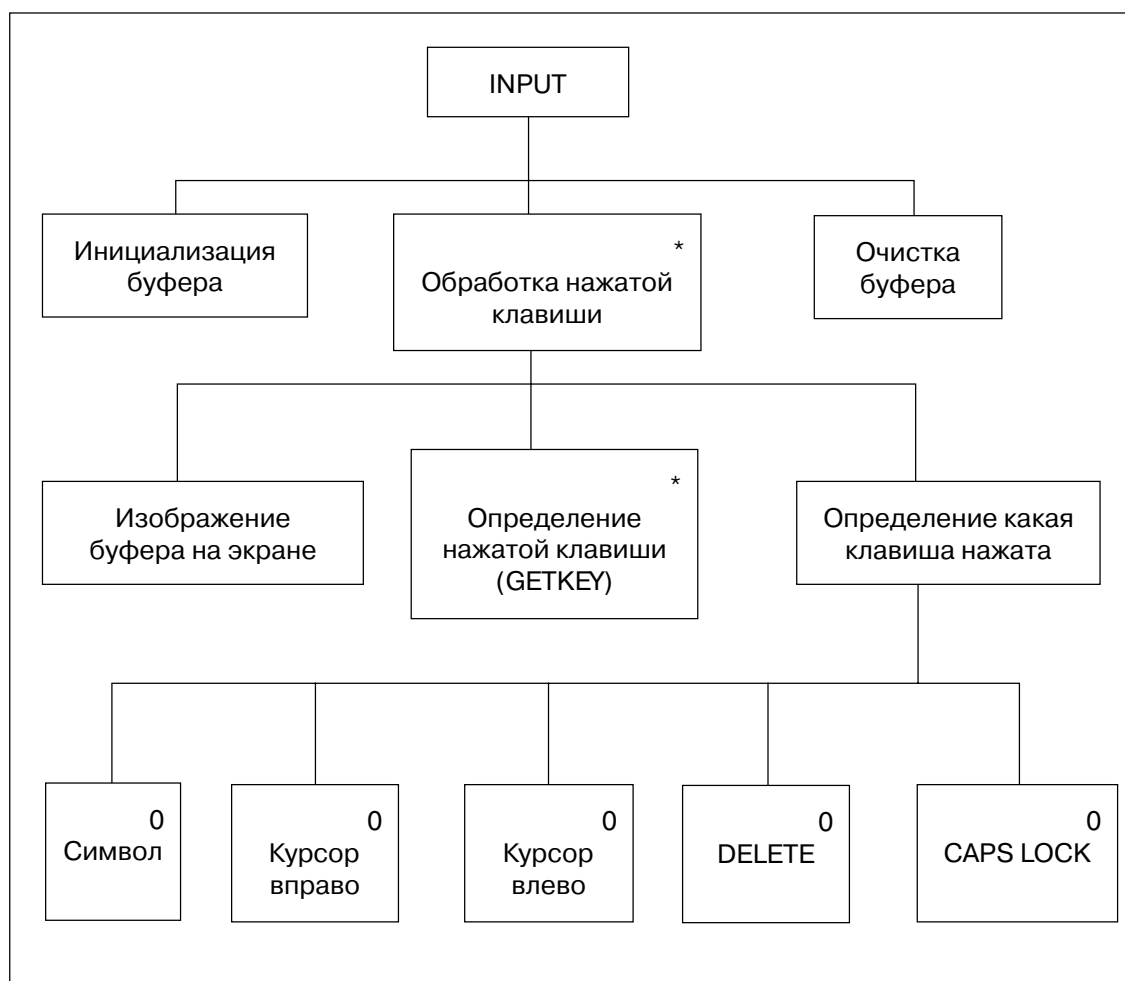 INPUT
Инициализация
буфера
*
Обработка нажатой
клавиши
Очистка
буфера
Изображение
буфера на экране
*
Определение
нажатой клавиши
(GETKEY)
Определение какая
клавиша нажата
0
Символ
0
Курсор
вправо
0
Курсор
влево
0
DELETE
0
CAPS LOCK